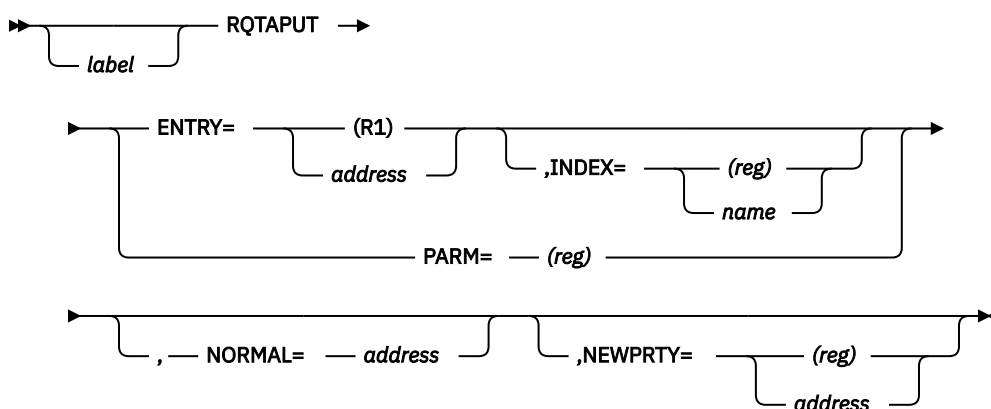 RQTAPUT
label
ENTRY= (R1)
address
,INDEX= (reg)
name
PARM= (reg)
, NORMAL= address
,NEWPRTY= (reg)
address